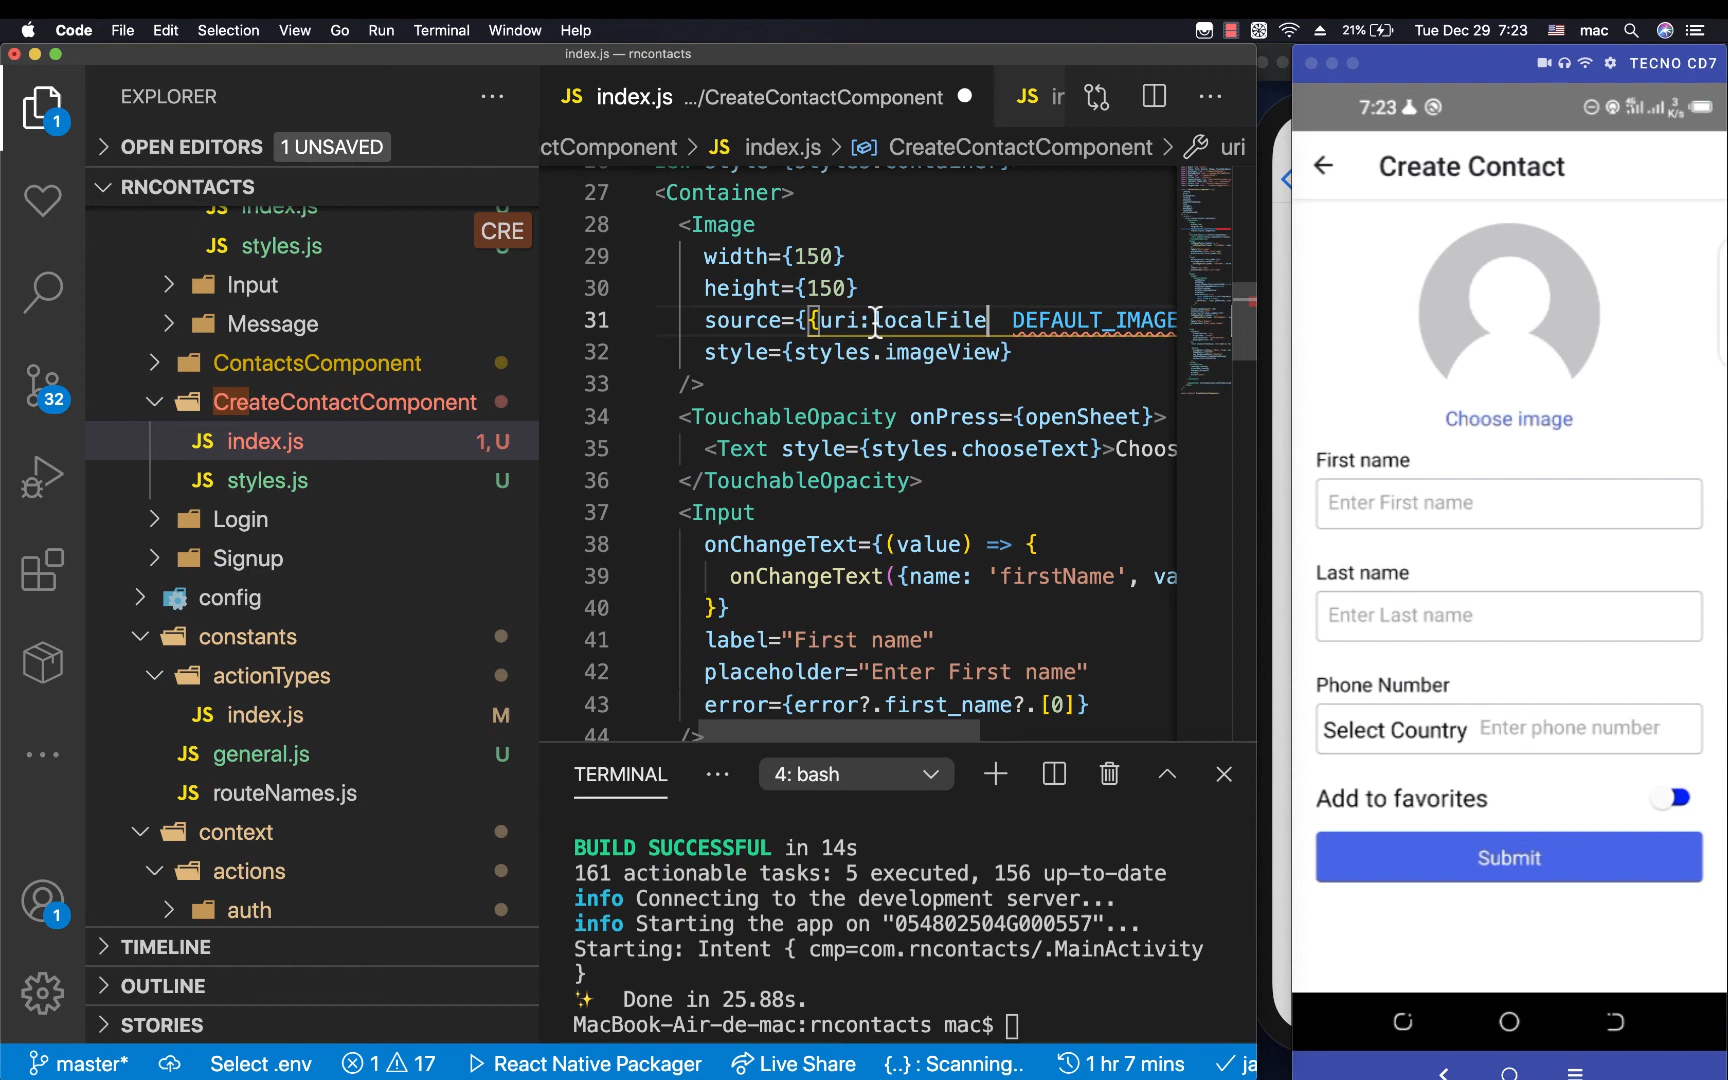 Code File Edit Selection View Go Run Terminal Window Help
21% Tue Dec 29 7:23 mac
index.js — rncontacts
EXPLORER
OPEN EDITORS 1 UNSAVED
RNCONTACTS
index.js
styles.js
CRE
Input
Message
ContactsComponent
CreateContactComponent
index.js 1, U
styles.js U
Login
Signup
config
constants
actionTypes
index.js M
general.js U
routeNames.js
context
actions
auth
TIMELINE
OUTLINE
STORIES
1
32
1
JS index.js .../CreateContactComponent JS ir
ctComponent > JS index.js > CreateContactComponent > uri
27 <Container>
28 <Image
29 width={150}
30 height={150}
31 source={{uri:localFile DEFAULT_IMAGE
32 style={styles.imageView}
33 />
34 <TouchableOpacity onPress={openSheet}>
35 <Text style={styles.chooseText}>Choos
36 </TouchableOpacity>
37 <Input
38 onChangeText={(value) => {
39 onChangeText({name: 'firstName', va
40 }}
41 label="First name"
42 placeholder="Enter First name"
43 error={error?.first_name?.[0]}
44 />
TERMINAL ... 4: bash
BUILD SUCCESSFUL in 14s
161 actionable tasks: 5 executed, 156 up-to-date
info Connecting to the development server...
info Starting the app on "054802504G000557"...
Starting: Intent { cmp=com.rncontacts/.MainActivity
}
✨ Done in 25.88s.
MacBook-Air-de-mac:rncontacts mac$
master* Select .env 1 17 React Native Packager Live Share {..} : Scanning.. 1 hr 7 mins ja
TECNO CD7
7:23 3 K/s
Create Contact
Choose image
First name
Enter First name
Last name
Enter Last name
Phone Number
Select Country Enter phone number
Add to favorites
Submit